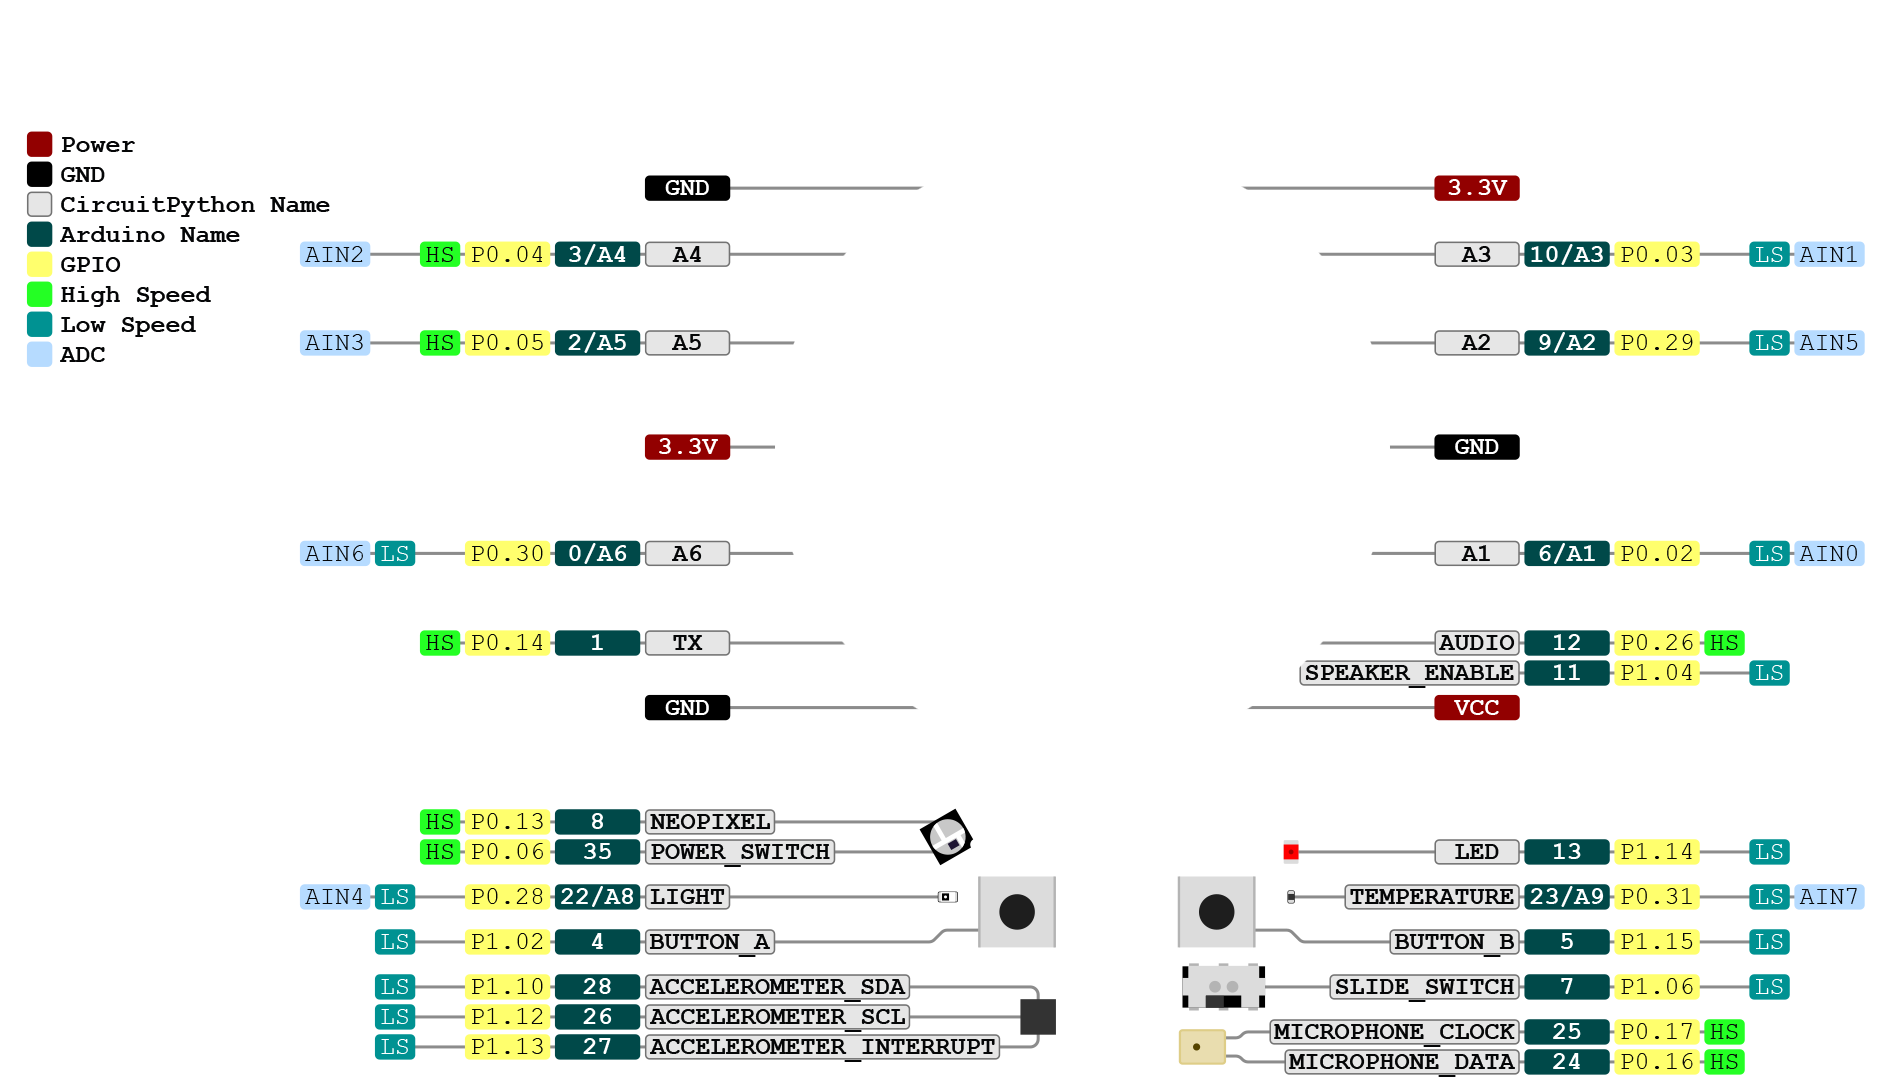 Power
GND
CircuitPython Name
Arduino Name
GPIO
High Speed
Low Speed
ADC
GND
AIN2 HS P0.04 3/A4 A4
AIN3 HS P0.05 2/A5 A5
3.3V
AIN6 LS P0.30 0/A6 A6
HS P0.14 1 TX
GND
3.3V
A3 10/A3 P0.03 LS AIN1
A2 9/A2 P0.29 LS AIN5
GND
A1 6/A1 P0.02 LS AIN0
AUDIO 12 P0.26 HS
SPEAKER_ENABLE 11 P1.04 LS
VCC
HS P0.13 8 NEOPIXEL
HS P0.06 35 POWER_SWITCH
AIN4 LS P0.28 22/A8 LIGHT
LS P1.02 4 BUTTON_A
LS P1.10 28 ACCELEROMETER_SDA
LS P1.12 26 ACCELEROMETER_SCL
LS P1.13 27 ACCELEROMETER_INTERRUPT
LED 13 P1.14 LS
TEMPERATURE 23/A9 P0.31 LS AIN7
BUTTON_B 5 P1.15 LS
SLIDE_SWITCH 7 P1.06 LS
MICROPHONE_CLOCK 25 P0.17 HS
MICROPHONE_DATA 24 P0.16 HS